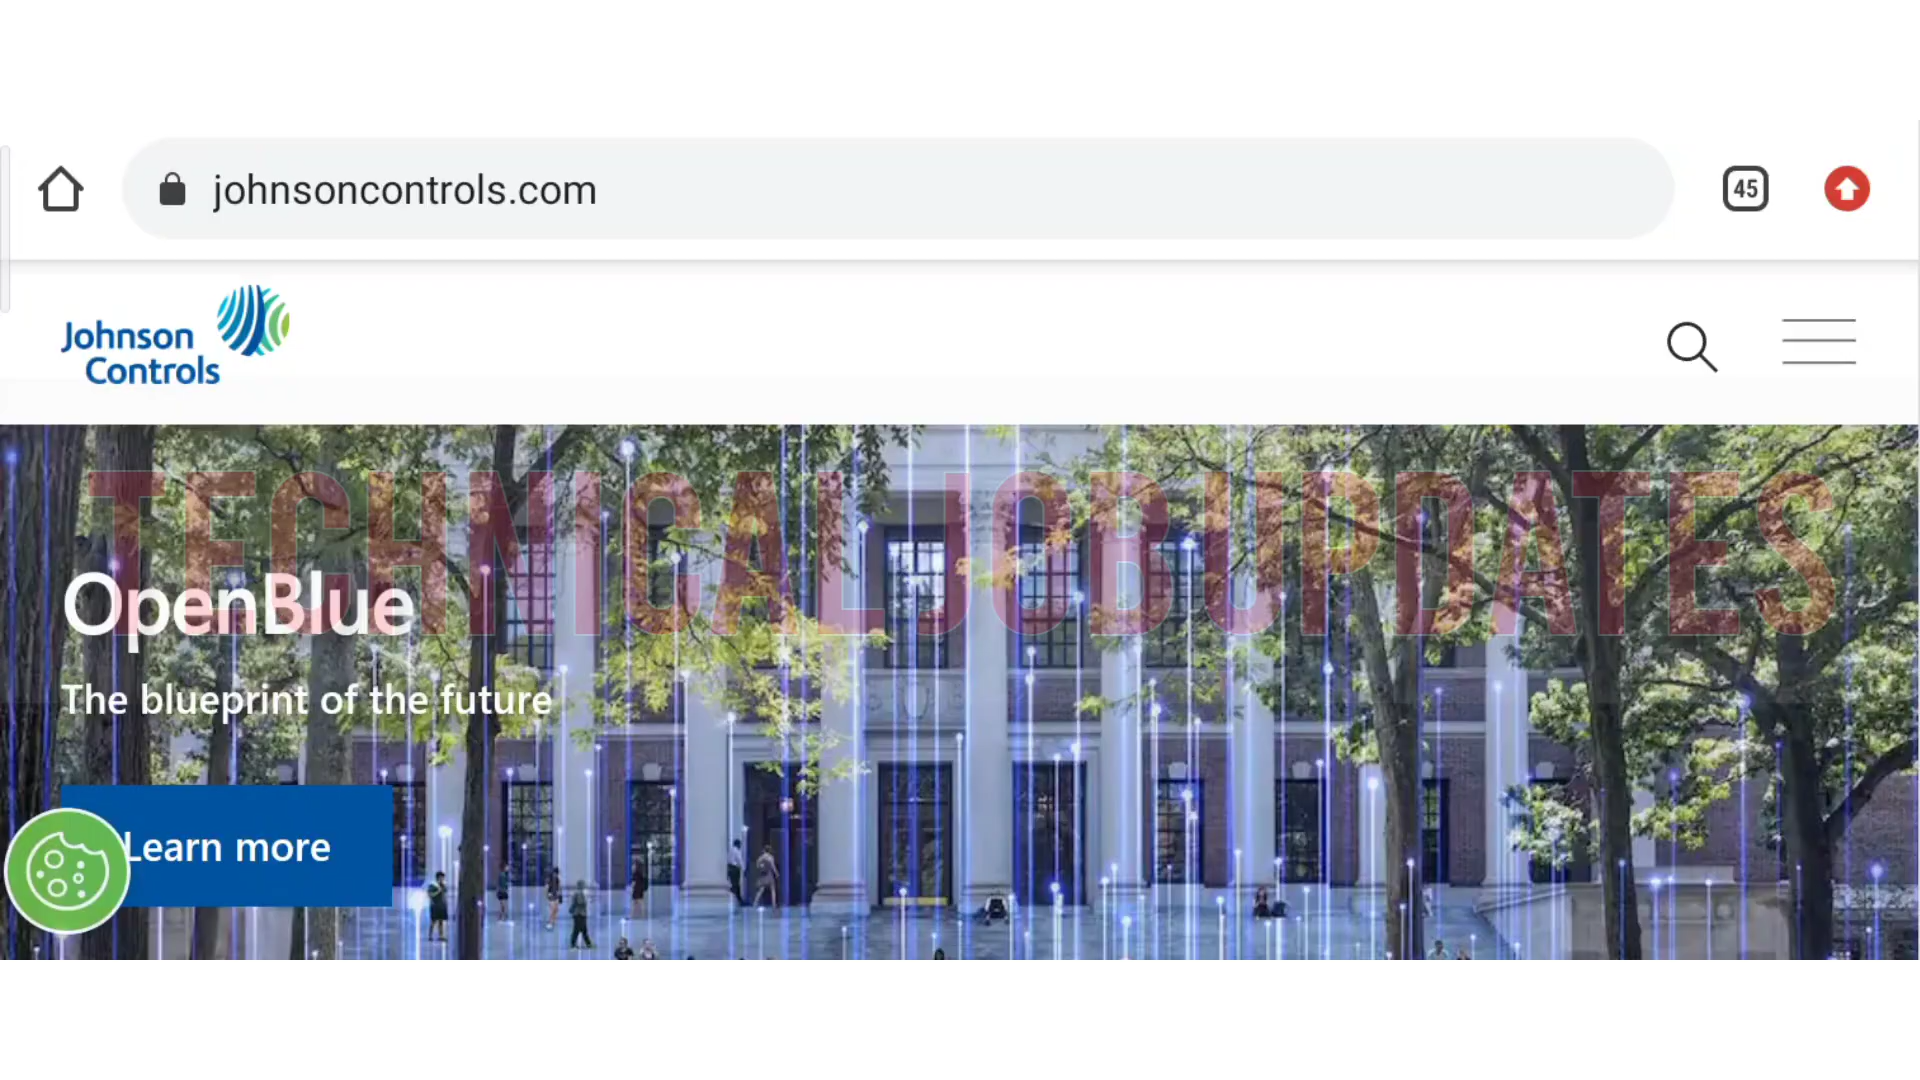 johnsoncontrols.com
45
Johnson
Controls
TECHNICALJOBUPDATES
OpenBlue
The blueprint of the future
Learn more